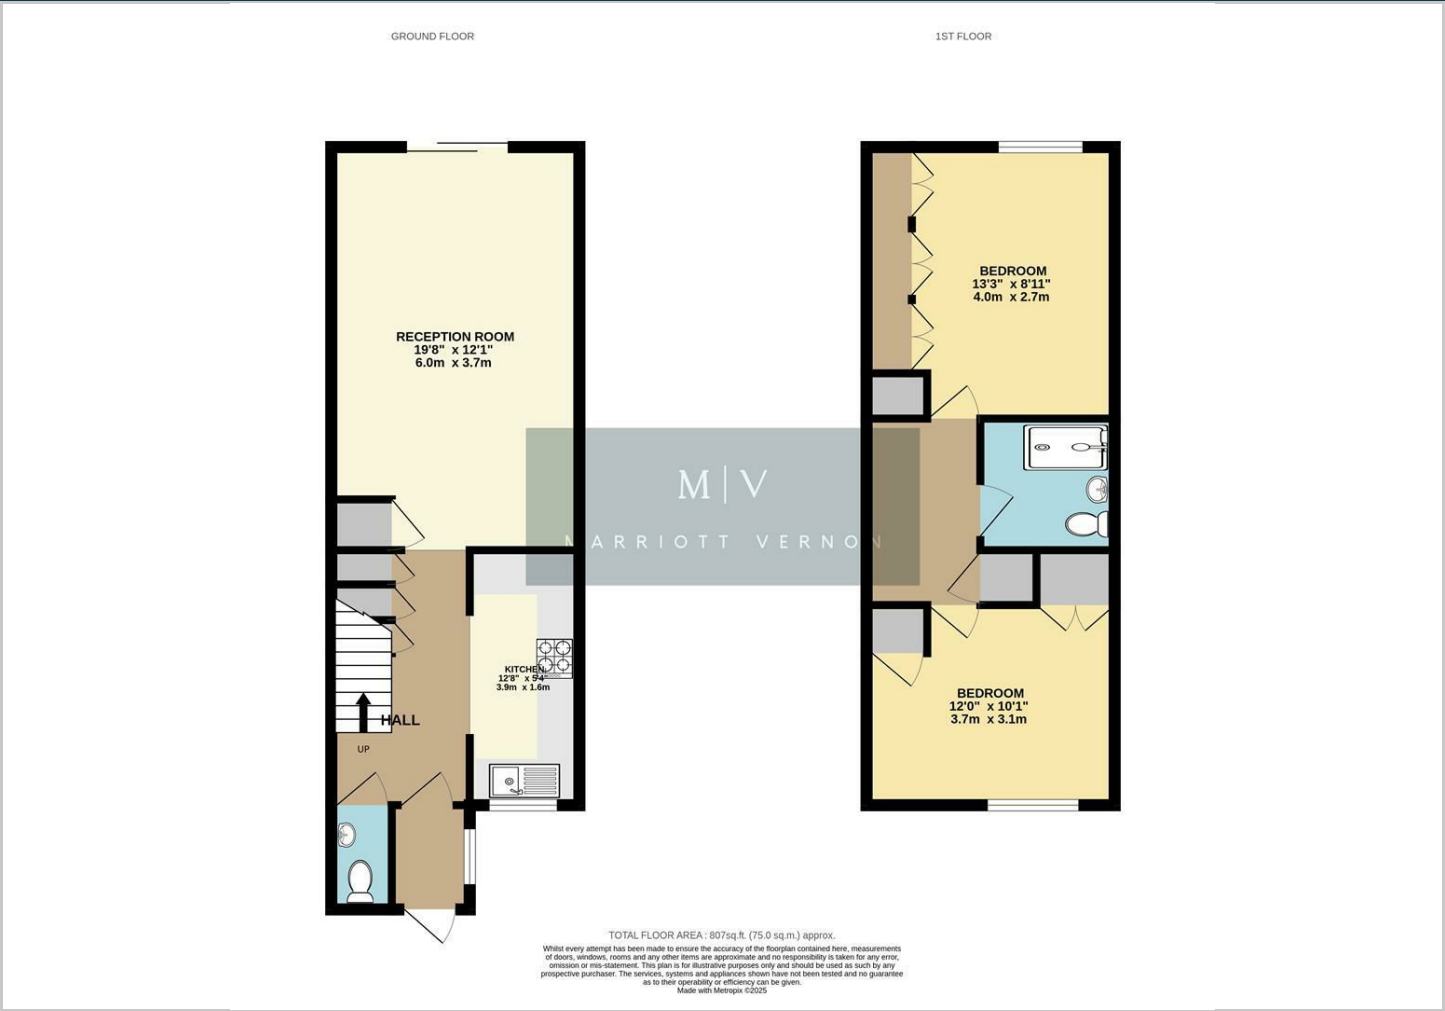 GROUND FLOOR
1ST FLOOR
RECEPTION ROOM
19'8" x 12'1"
6.0m x 3.7m
BEDROOM
13'3" x 8'11"
4.0m x 2.7m
M|V
MARRIOTT VERNON
KITCHEN
12'8" x 5'4"
3.9m x 1.6m
HALL
UP
BEDROOM
12'0" x 10'1"
3.7m x 3.1m
TOTAL FLOOR AREA : 807sq.ft. (75.0 sq.m.) approx.
Whilst every attempt has been made to ensure the accuracy of the floorplan contained here, measurements
of doors, windows, rooms and any other items are approximate and no responsibility is taken for any error,
omission or mis-statement. This plan is for illustrative purposes only and should be used as such by any
prospective purchaser. The services, systems and appliances shown have not been tested and no guarantee
as to their operability or efficiency can be given.
Made with Metropix ©2025